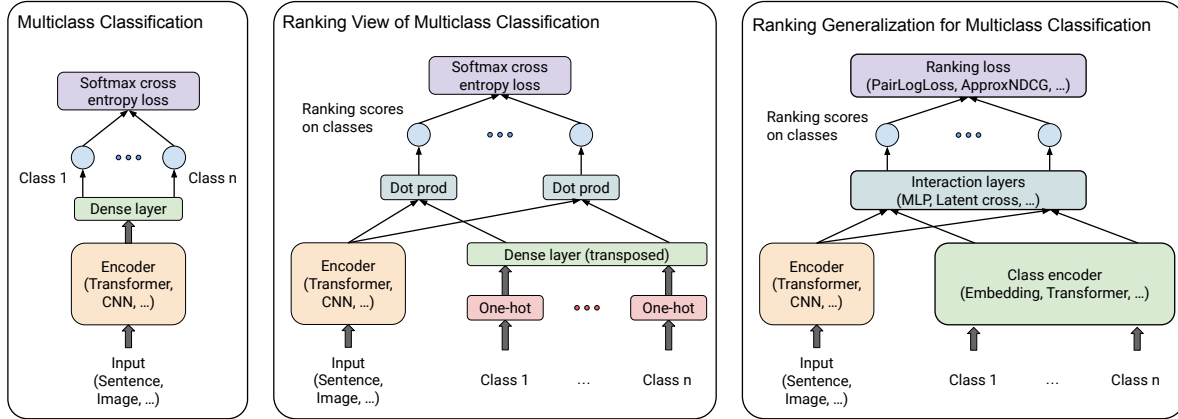 Multiclass Classification
Softmax cross
entropy loss
Class 1
Class n
Dense layer
Encoder
(Transformer,
CNN, ...)
Input
(Sentence,
Image, ...)
Ranking View of Multiclass Classification
Softmax cross
entropy loss
Ranking scores
on classes
Dot prod
Dot prod
Encoder
(Transformer,
CNN, ...)
Dense layer (transposed)
One-hot
One-hot
Input
(Sentence,
Image, ...)
Class 1
...
Class n
Ranking Generalization for Multiclass Classification
Ranking loss
(PairLogLoss, ApproxNDCG, ...)
Ranking scores
on classes
Interaction layers
(MLP, Latent cross, ...)
Encoder
(Transformer,
CNN, ...)
Class encoder
(Embedding, Transformer, ...)
Input
(Sentence,
Image, ...)
Class 1
...
Class n